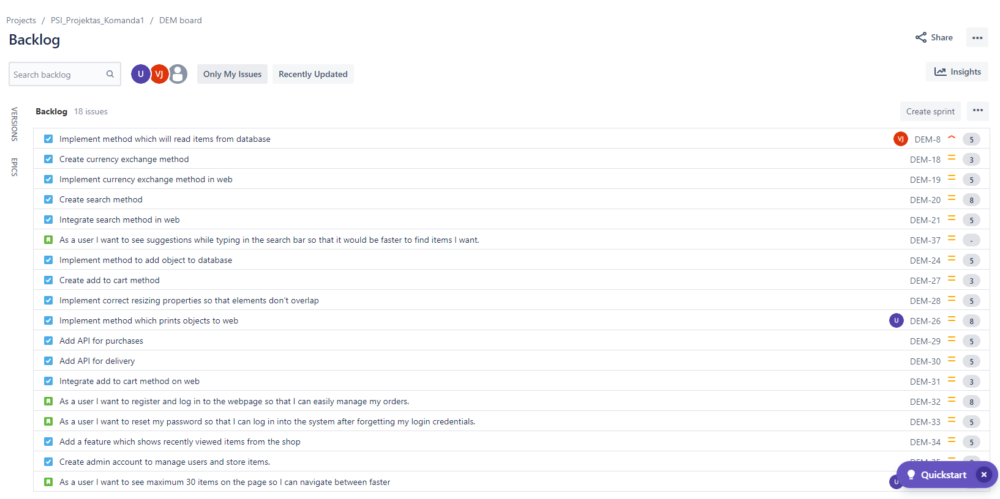 Projects / PSI_Projektas_Komanda1 / DEM board
Backlog
Share
Search backlog
U VJ
Only My Issues
Recently Updated
Insights
VERSIONS
EPICS
Backlog 18 issues
Create sprint
Implement method which will read items from database VJ DEM-8 5
Create currency exchange method DEM-18 3
Implement currency exchange method in web DEM-19 5
Create search method DEM-20 8
Integrate search method in web DEM-21 5
As a user I want to see suggestions while typing in the search bar so that it would be faster to find items I want. DEM-37 -
Implement method to add object to database DEM-24 5
Create add to cart method DEM-27 3
Implement correct resizing properties so that elements don't overlap DEM-28 5
Implement method which prints objects to web U DEM-26 8
Add API for purchases DEM-29 5
Add API for delivery DEM-30 5
Integrate add to cart method on web DEM-31 3
As a user I want to register and log in to the webpage so that I can easily manage my orders. DEM-32 8
As a user I want to reset my password so that I can log in into the system after forgetting my login credentials. DEM-33 5
Add a feature which shows recently viewed items from the shop DEM-34 5
Create admin account to manage users and store items.
As a user I want to see maximum 30 items on the page so I can navigate between faster U
Quickstart